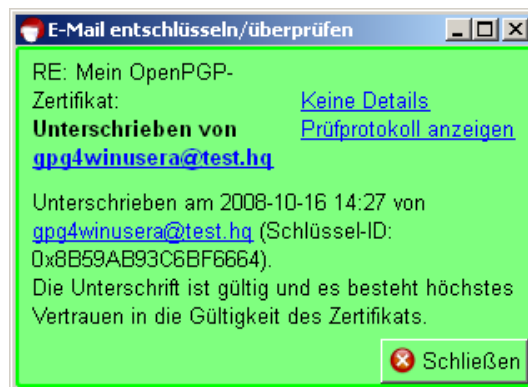 E-Mail entschlüsseln/überprüfen
RE: Mein OpenPGP-
Zertifikat:
Unterschrieben von
gpg4winusera@test.hq
Keine Details
Prüfprotokoll anzeigen
Unterschrieben am 2008-10-16 14:27 von
gpg4winusera@test.hq (Schlüssel-ID:
0x8B59AB93C6BF6664).
Die Unterschrift ist gültig und es besteht höchstes
Vertrauen in die Gültigkeit des Zertifikats.
Schließen